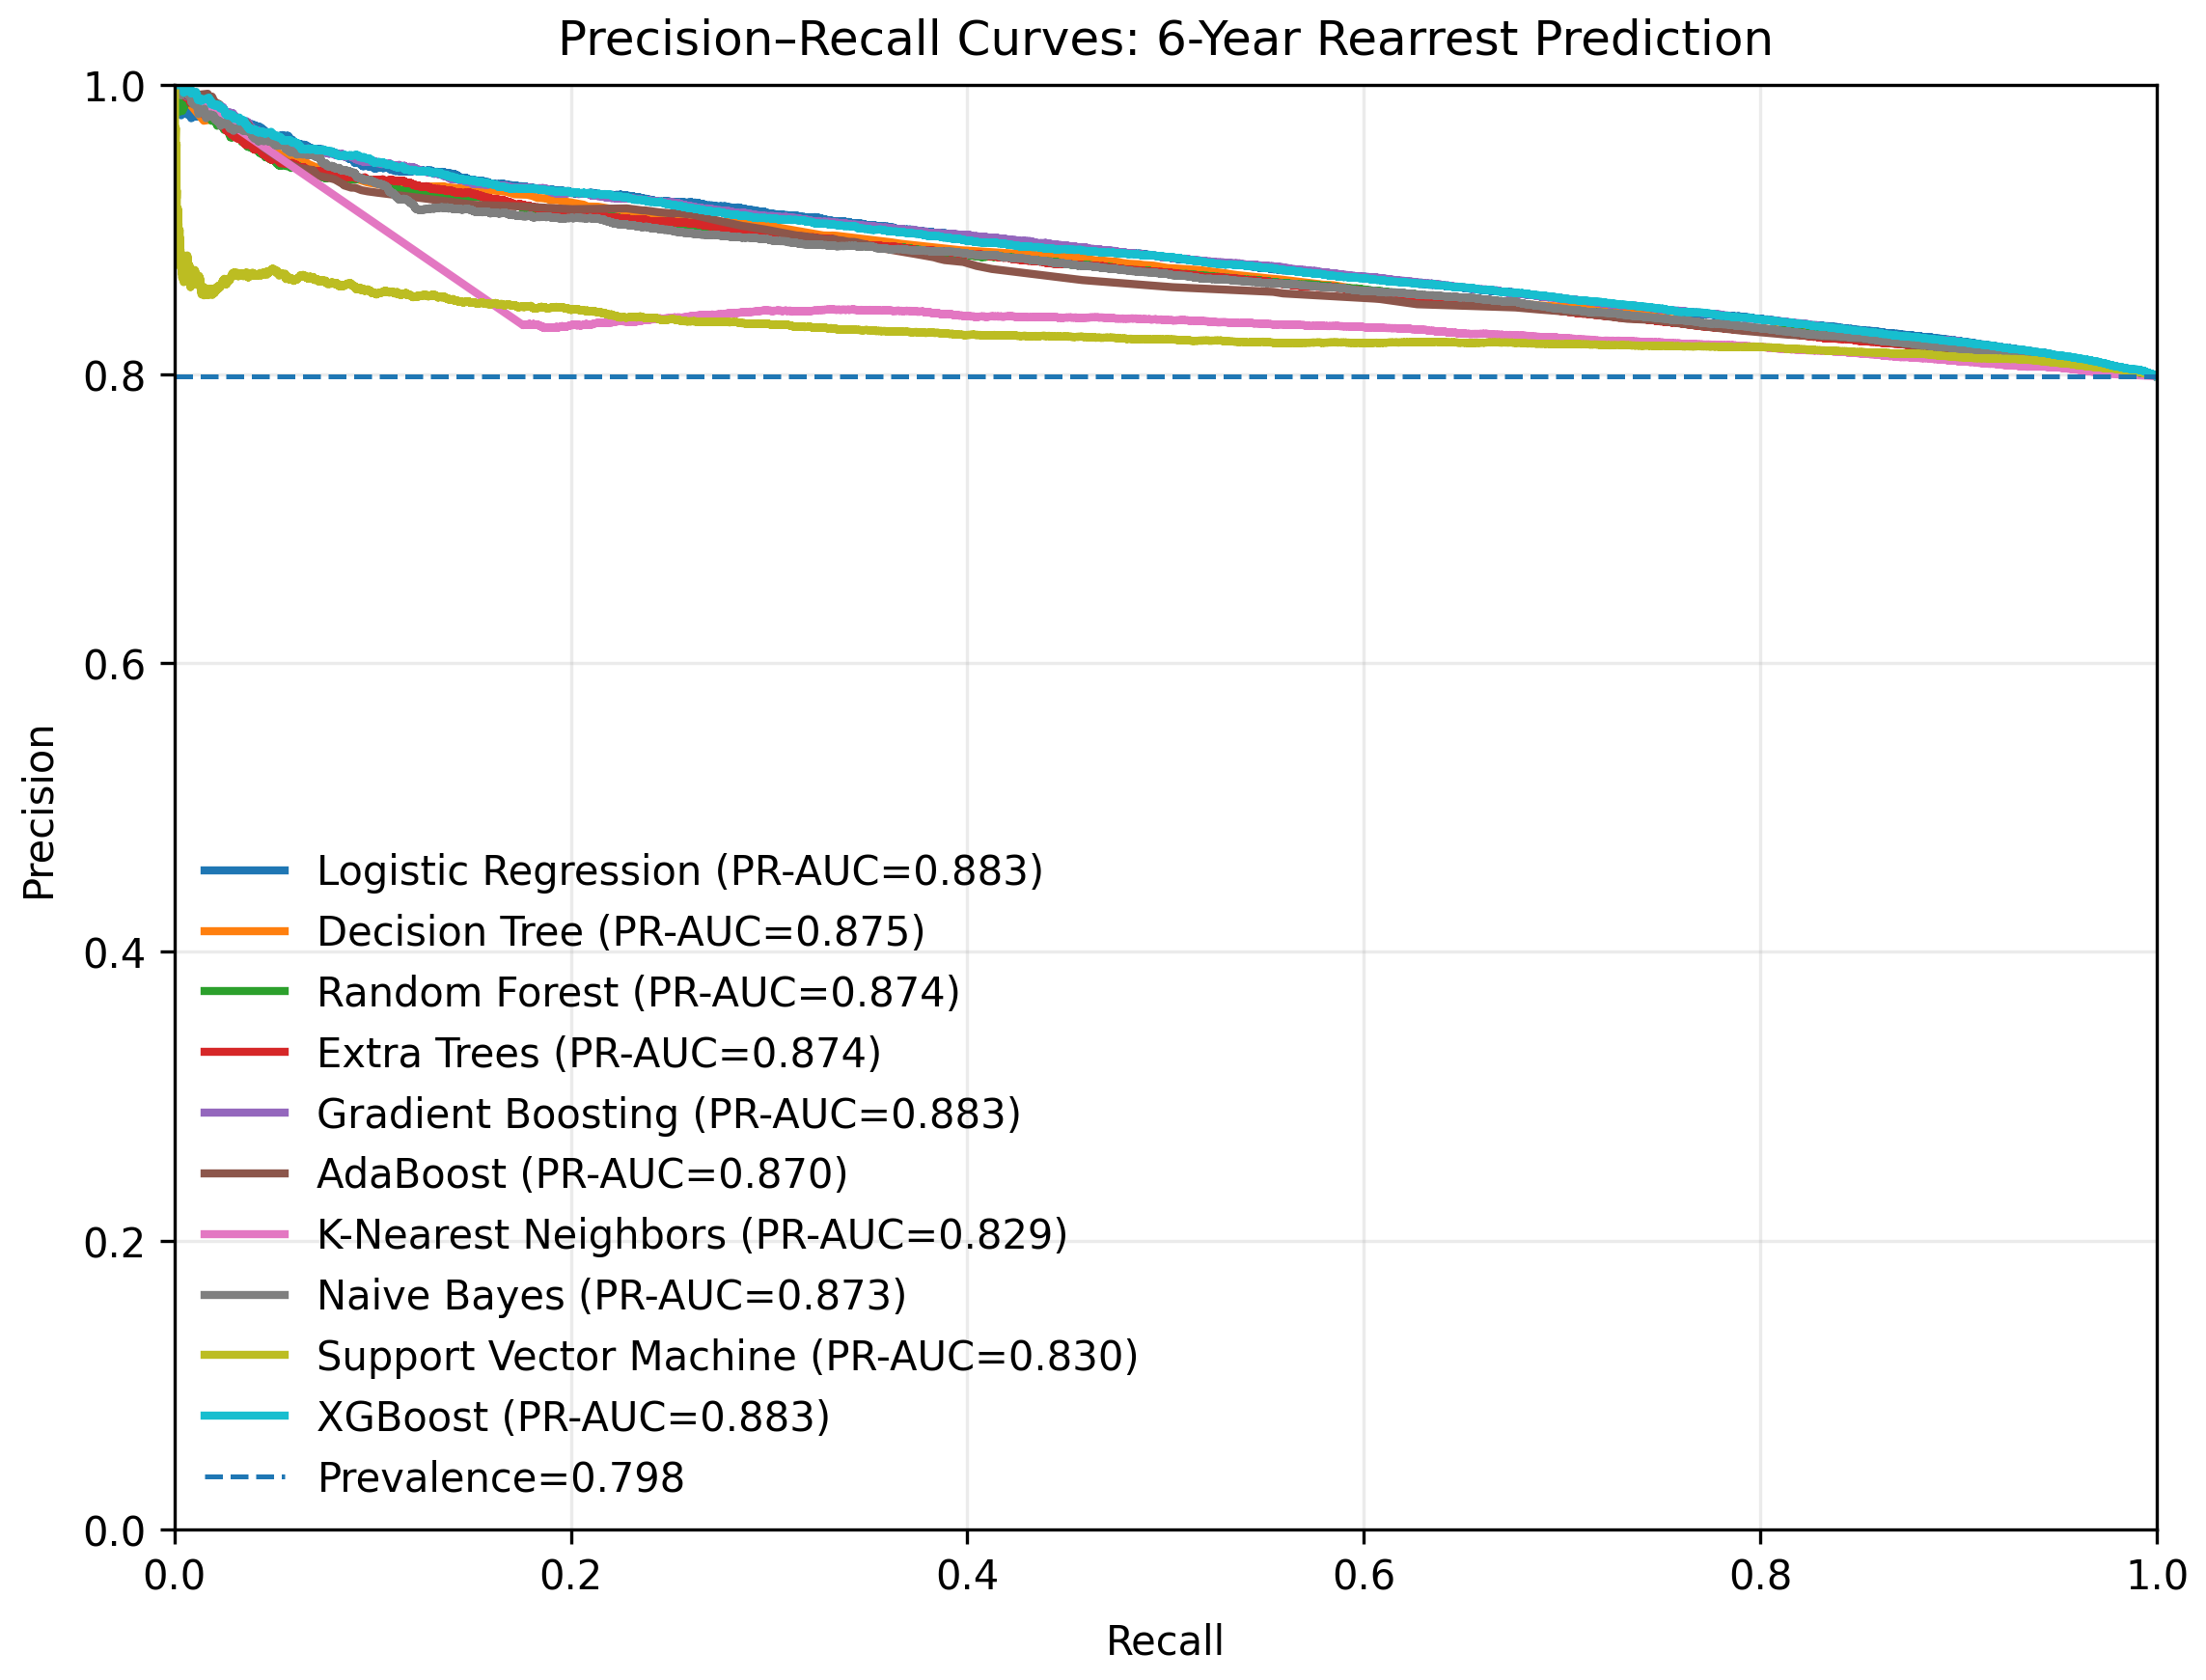 Precision–Recall Curves: 6-Year Rearrest Prediction
1.0
0.8
0.6
0.4
0.2
0.0
Precision
Logistic Regression (PR-AUC=0.883)
Decision Tree (PR-AUC=0.875)
Random Forest (PR-AUC=0.874)
Extra Trees (PR-AUC=0.874)
Gradient Boosting (PR-AUC=0.883)
AdaBoost (PR-AUC=0.870)
K-Nearest Neighbors (PR-AUC=0.829)
Naive Bayes (PR-AUC=0.873)
Support Vector Machine (PR-AUC=0.830)
XGBoost (PR-AUC=0.883)
Prevalence=0.798
0.0 0.2 0.4 0.6 0.8 1.0
Recall